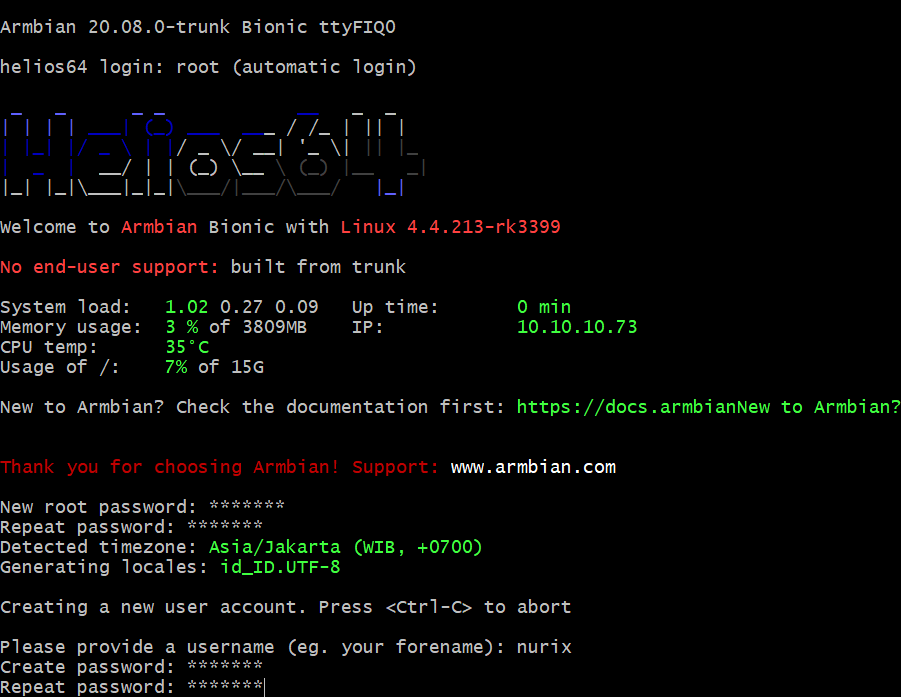 Armbian 20.08.0-trunk Bionic ttyFIQ0
helios64 login: root (automatic login)
Helios64
Welcome to Armbian Bionic with Linux 4.4.213-rk3399
No end-user support: built from trunk
System load:   1.02 0.27 0.09   Up time:       0 min
Memory usage:  3 % of 3809MB    IP:            10.10.10.73
CPU temp:      35°C
Usage of /:    7% of 15G
New to Armbian? Check the documentation first: https://docs.armbianNew to Armbian?
Thank you for choosing Armbian! Support: www.armbian.com
New root password: *******
Repeat password: *******
Detected timezone: Asia/Jakarta (WIB, +0700)
Generating locales: id_ID.UTF-8
Creating a new user account. Press <Ctrl-C> to abort
Please provide a username (eg. your forename): nurix
Create password: *******
Repeat password: *******